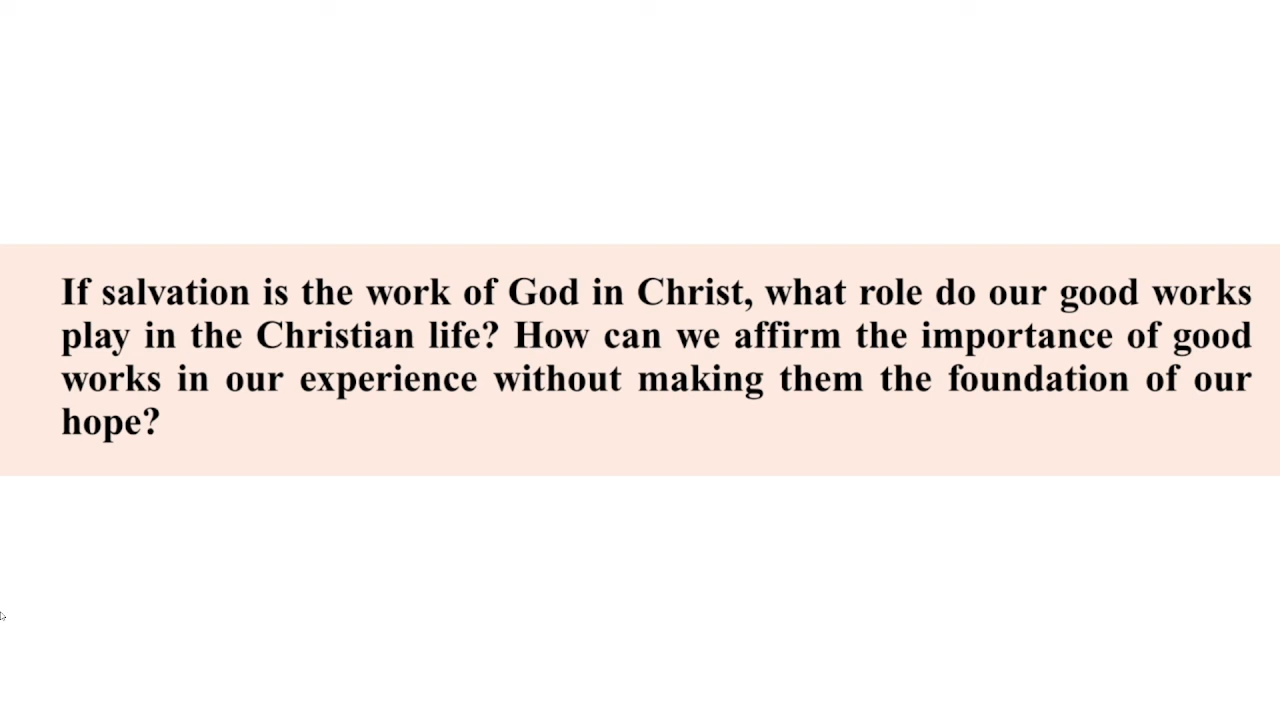 If salvation is the work of God in Christ, what role do our good works
play in the Christian life? How can we affirm the importance of good
works in our experience without making them the foundation of our
hope?